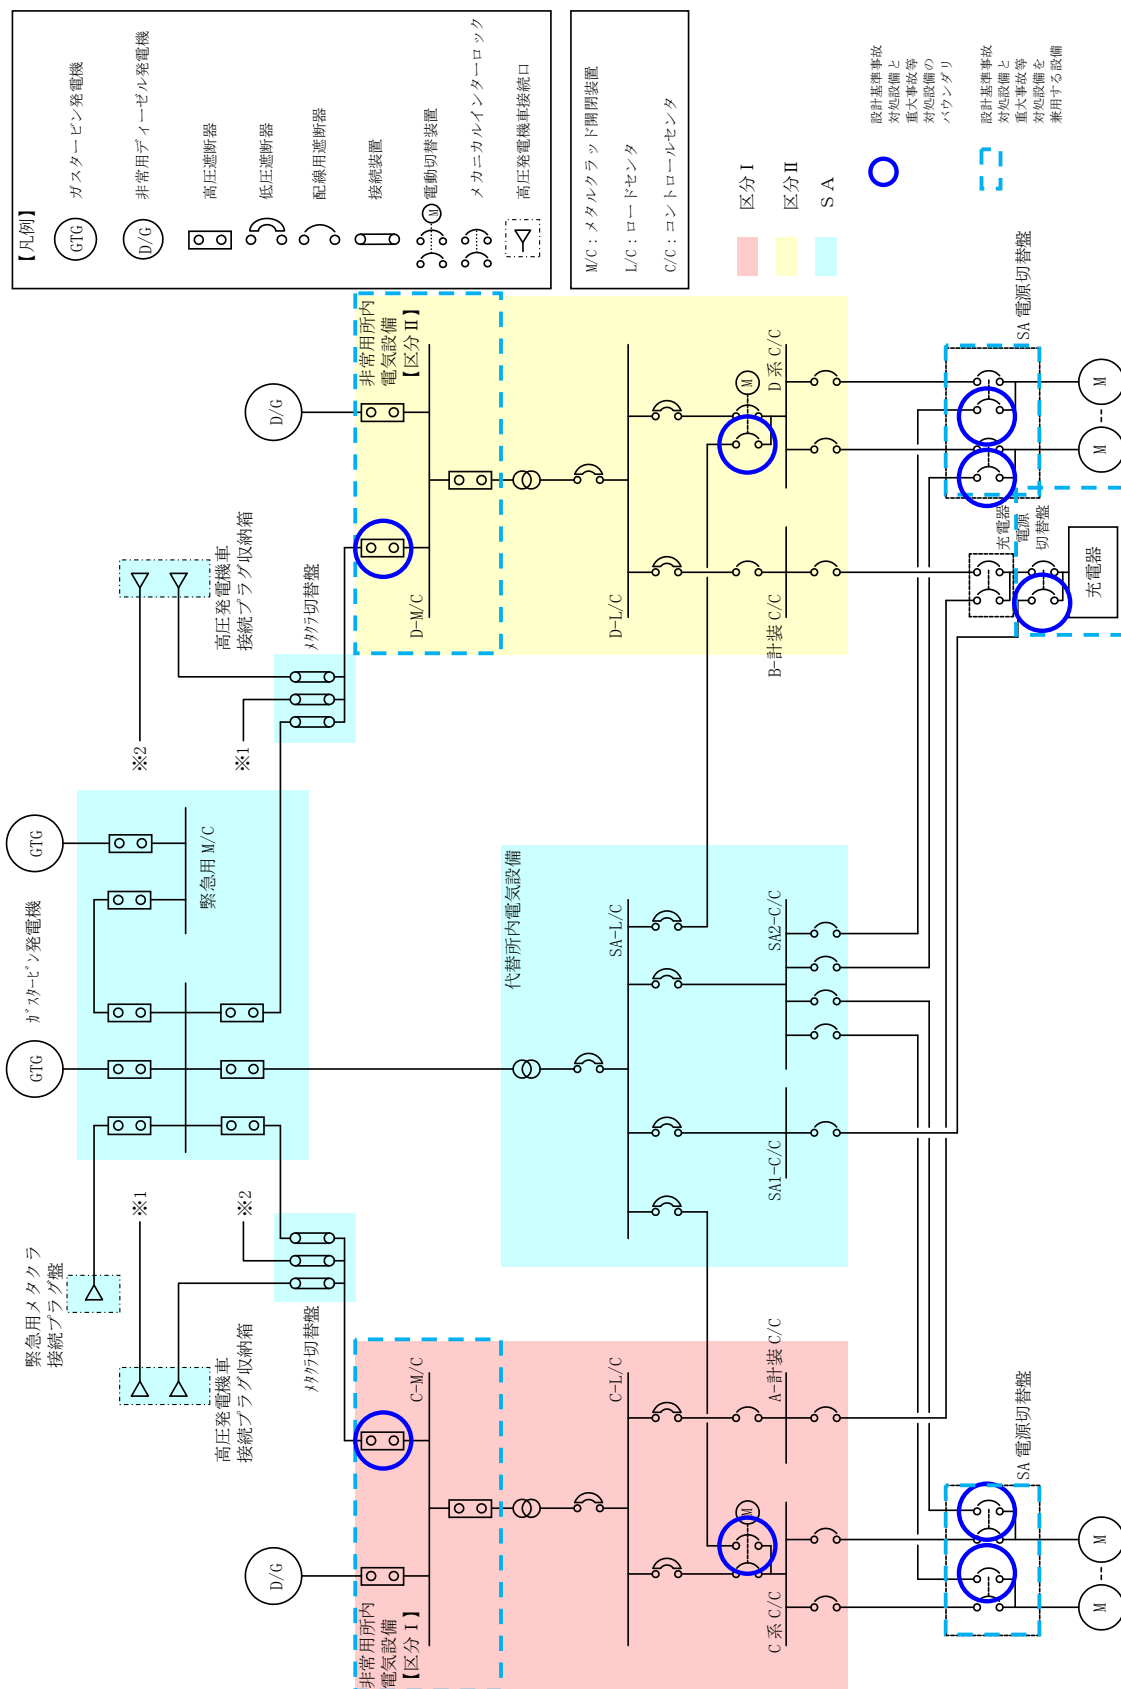 【凡例】
GTG
ガスタービン発電機
D/G
非常用ディーゼル発電機
高圧遮断器
低圧遮断器
配線用遮断器
接続装置
M
電動切替装置
メカニカルインターロック
高圧発電機車接続口
M/C：メタルクラッド開閉装置
L/C：ロードセンタ
C/C：コントロールセンタ
区分Ⅰ
区分Ⅱ
ＳＡ
設計基準事故
対処設備と
重大事故等
対処設備の
バウンダリ
設計基準事故
対処設備と
重大事故等
対処設備を
兼用する設備
ガスタービン発電機
GTG
GTG
緊急用 M/C
緊急用メタクラ
接続プラグ盤
※1
※2
高圧発電機車
接続プラグ収納箱
メタクラ切替盤
※2
※1
高圧発電機車
接続プラグ収納箱
メタクラ切替盤
D/G
非常用所内
電気設備
【区分Ⅰ】
C-M/C
C-L/C
M
C 系 C/C
A-計装 C/C
代替所内電気設備
SA-L/C
SA1-C/C
SA2-C/C
D/G
非常用所内
電気設備
【区分Ⅱ】
D-M/C
D-L/C
M
D 系 C/C
B-計装 C/C
SA 電源切替盤
M
M
SA 電源切替盤
M
M
充電器
電源
切替盤
充電器